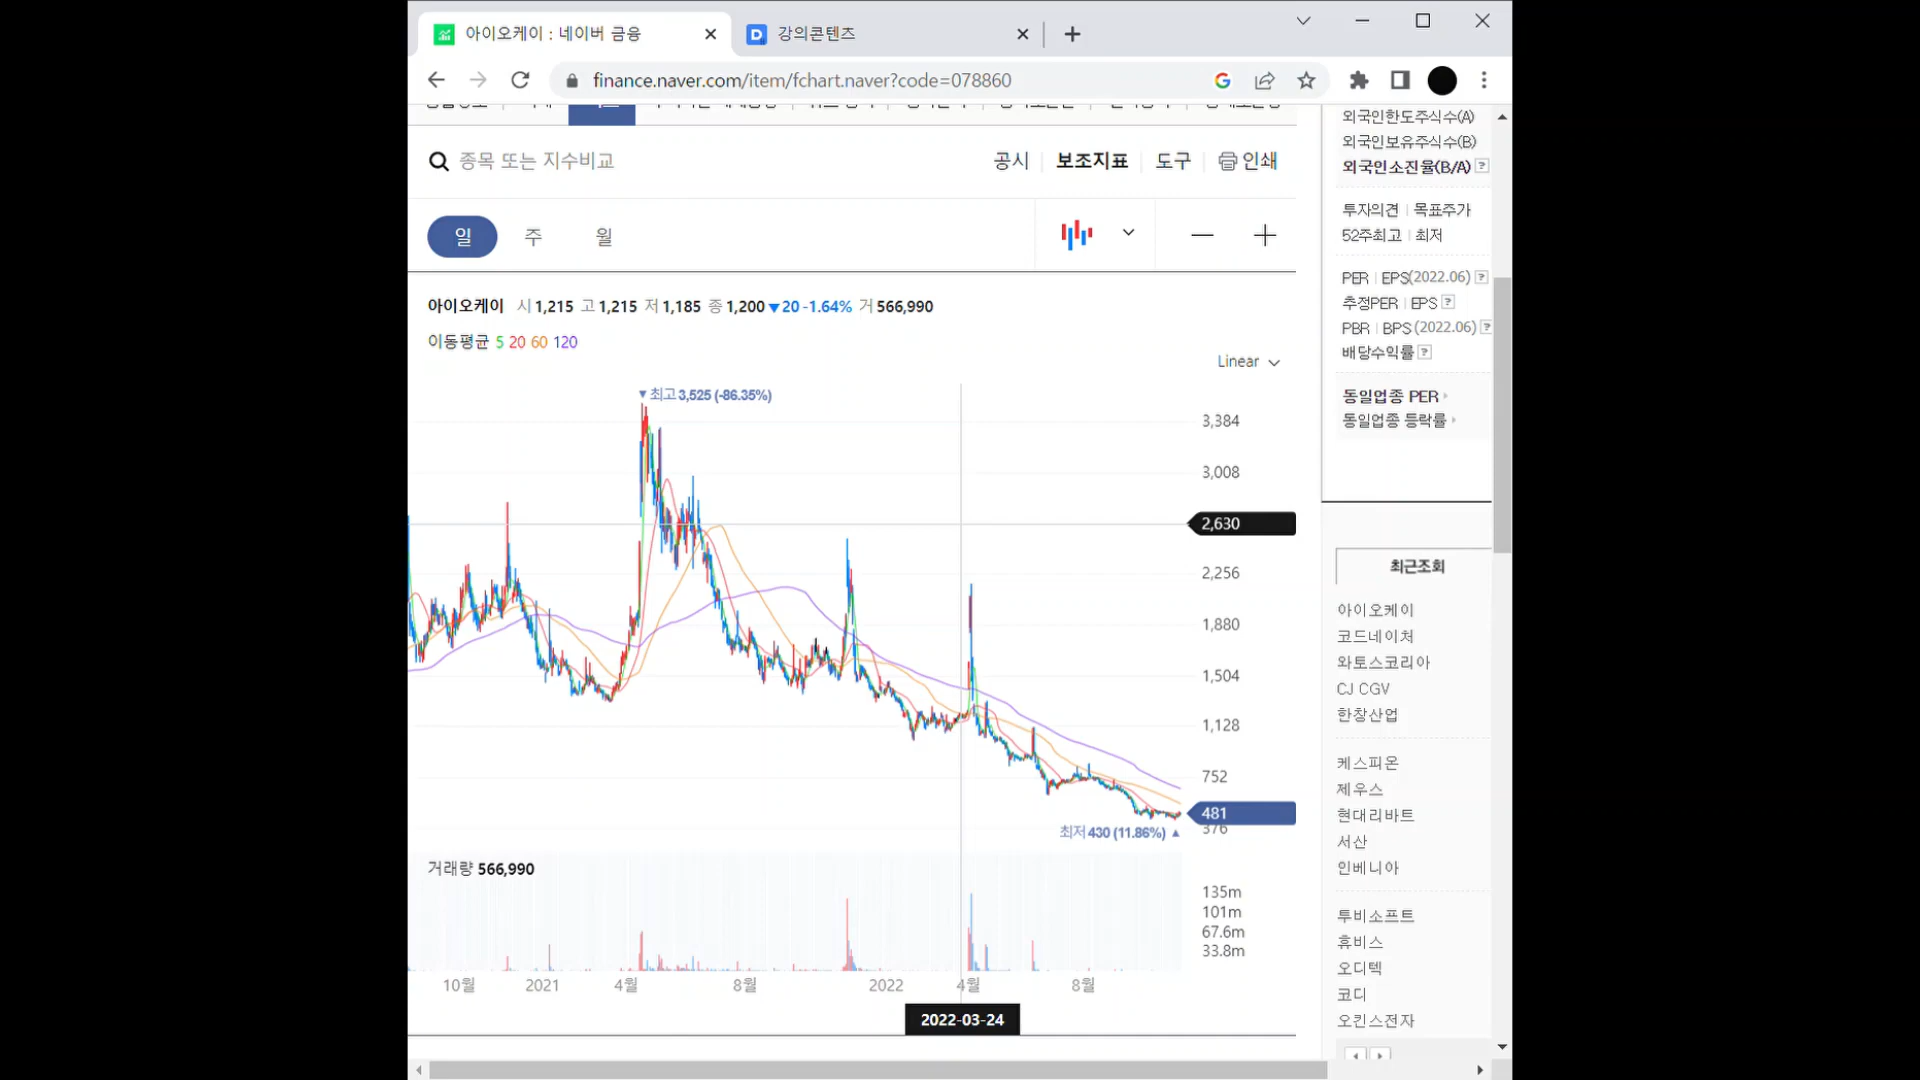 아이오케이 : 네이버 금융
강의콘텐츠
finance.naver.com/item/fchart.naver?code=078860
종목 또는 지수비교
공시 보조지표 도구 인쇄
일 주 월
아이오케이 시 1,215 고 1,215 저 1,185 종 1,200 ▼20 -1.64% 거 566,990
이동평균 5 20 60 120
Linear
▼최고 3,525 (-86.35%)
3,384
3,008
2,630
2,256
1,880
1,504
1,128
752
481
376
최저 430 (11.86%) ▲
거래량 566,990
135m
101m
67.6m
33.8m
10월 2021 4월 8월 2022 4월 8월
2022-03-24
외국인한도주식수(A)
외국인보유주식수(B)
외국인소진율(B/A) ?
투자의견 | 목표주가
52주최고 | 최저
PER | EPS(2022.06) ?
추정PER | EPS ?
PBR | BPS (2022.06) ?
배당수익률 ?
동일업종 PER
동일업종 등락률
최근조회
아이오케이
코드네이처
와토스코리아
CJ CGV
한창산업
케스피온
제우스
현대리바트
서산
인베니아
투비소프트
휴비스
오디텍
코디
오킨스전자